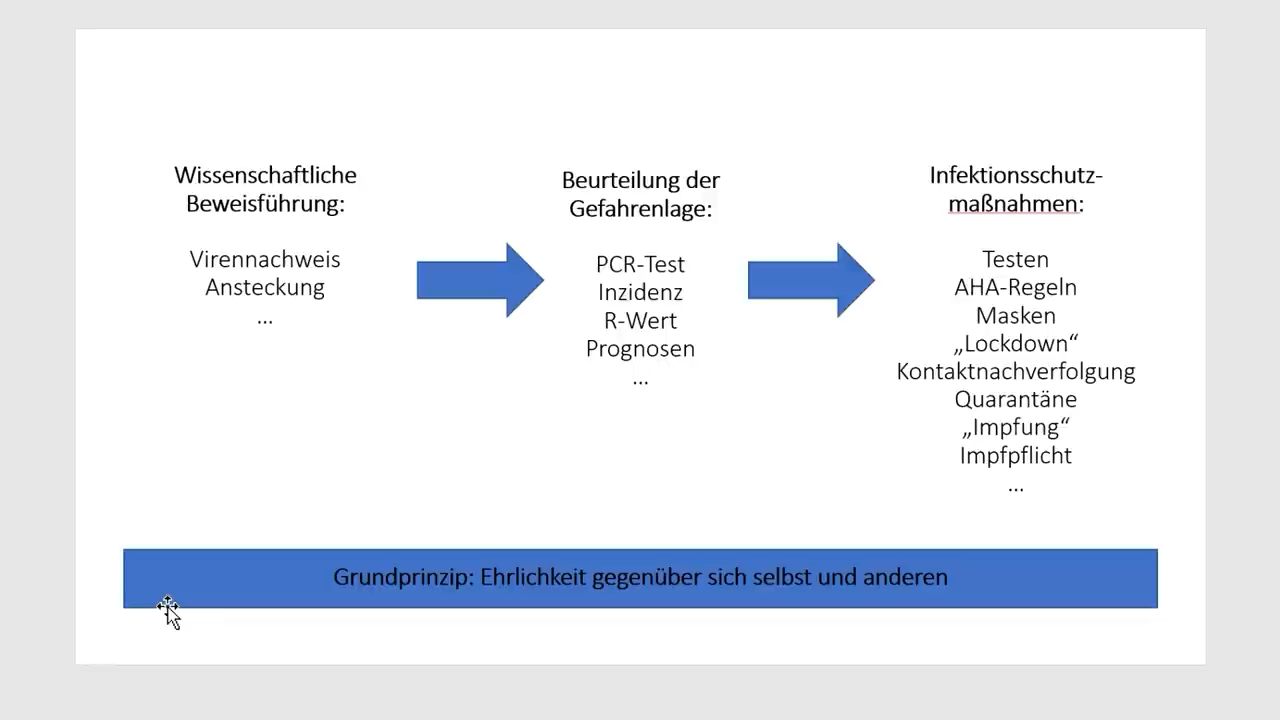 Wissenschaftliche
Beweisführung:
Virennachweis
Ansteckung
...
Beurteilung der
Gefahrenlage:
PCR-Test
Inzidenz
R-Wert
Prognosen
...
Infektionsschutz-
maßnahmen:
Testen
AHA-Regeln
Masken
„Lockdown“
Kontaktnachverfolgung
Quarantäne
„Impfung“
Impfpflicht
...
Grundprinzip: Ehrlichkeit gegenüber sich selbst und anderen